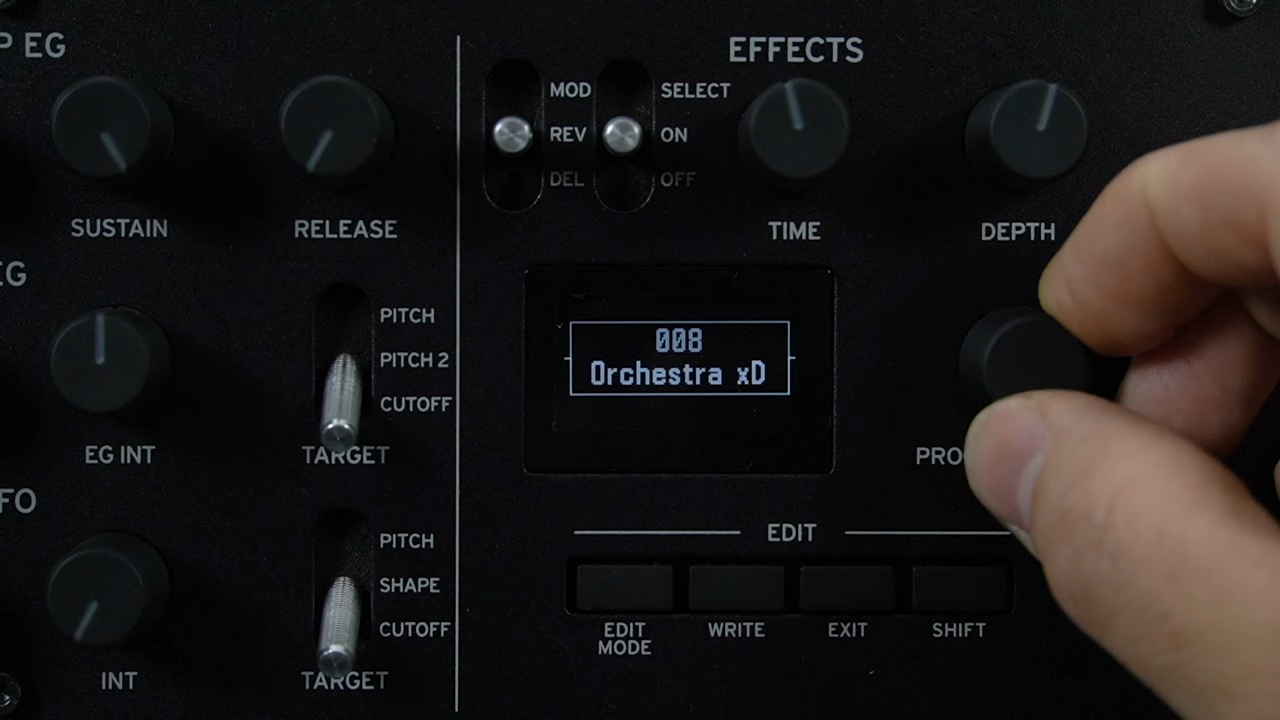 P EG
SUSTAIN
RELEASE
EG
EG INT
PITCH
PITCH 2
CUTOFF
TARGET
FO
INT
PITCH
SHAPE
CUTOFF
TARGET
EFFECTS
MOD
REV
DEL
SELECT
ON
OFF
TIME
DEPTH
008
Orchestra xD
PRO
EDIT
EDIT
MODE
WRITE
EXIT
SHIFT